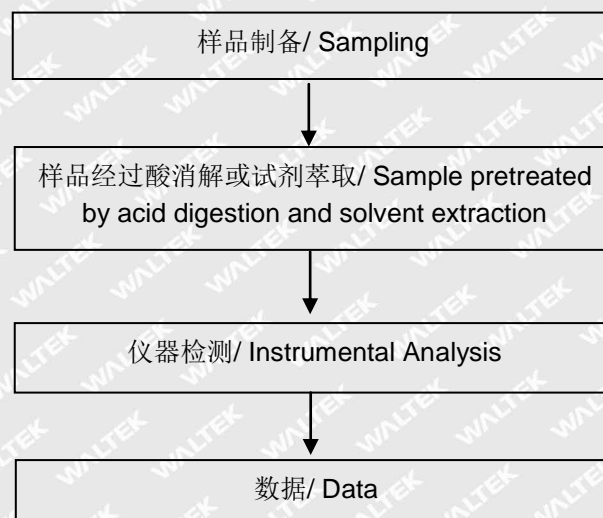 样品制备/ Sampling
样品经过酸消解或试剂萃取/ Sample pretreated
by acid digestion and solvent extraction
仪器检测/ Instrumental Analysis
数据/ Data
WALTEK